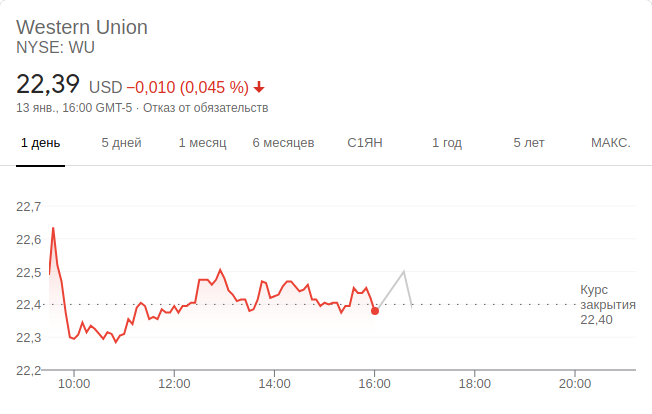 Western Union
NYSE: WU
22,39 USD −0,010 (0,045 %)
13 янв., 16:00 GMT-5 · Отказ от обязательств
1 день 5 дней 1 месяц 6 месяцев С1ЯН 1 год 5 лет МАКС.
22,7
22,6
22,5
22,4
22,3
22,2
Курс
закрытия
22,40
10:00 12:00 14:00 16:00 18:00 20:00